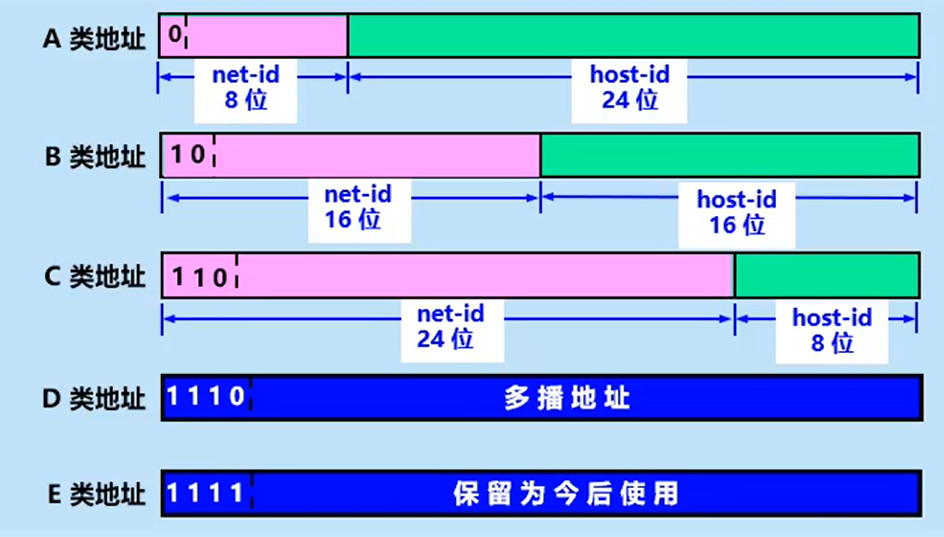 A 类地址
0
net-id
8 位
host-id
24 位
B 类地址
1 0
net-id
16 位
host-id
16 位
C 类地址
1 1 0
net-id
24 位
host-id
8 位
D 类地址
1 1 1 0
多播地址
E 类地址
1 1 1 1
保留为今后使用